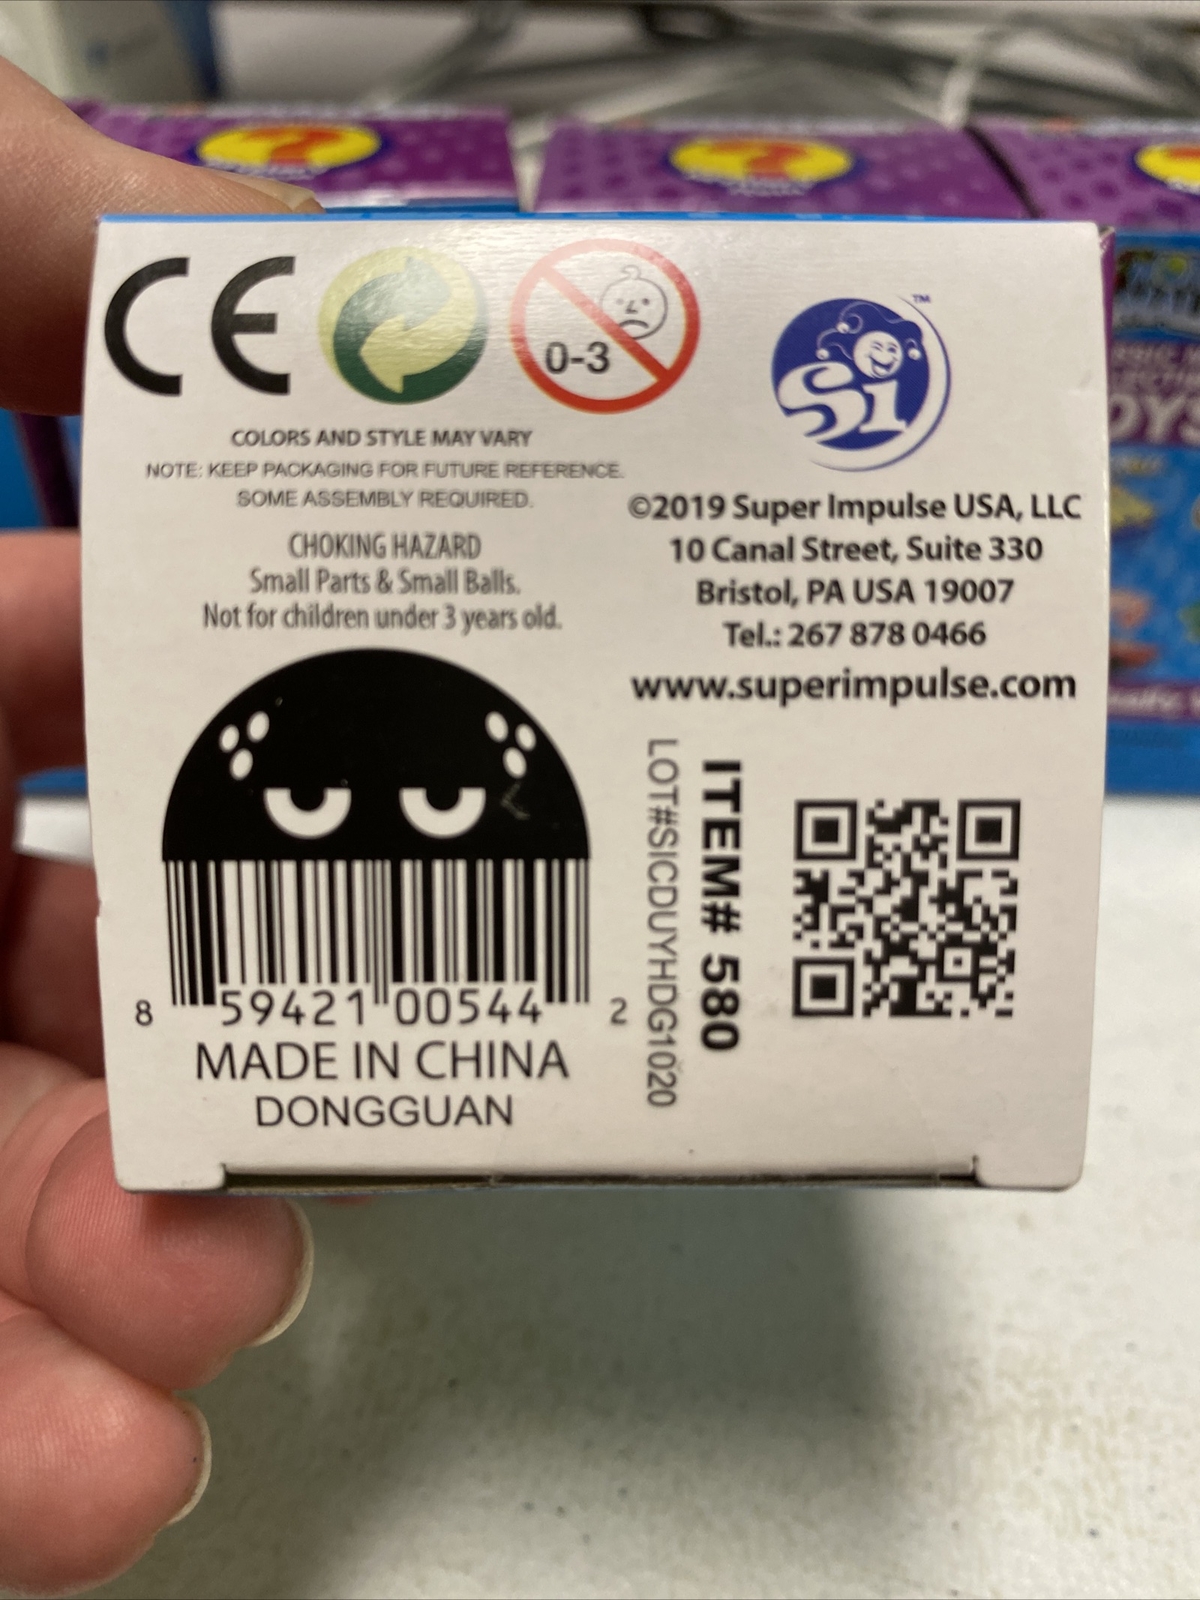 CE
0-3
Si
TM
COLORS AND STYLE MAY VARY
NOTE: KEEP PACKAGING FOR FUTURE REFERENCE.
SOME ASSEMBLY REQUIRED.
CHOKING HAZARD
Small Parts & Small Balls.
Not for children under 3 years old.
©2019 Super Impulse USA, LLC
10 Canal Street, Suite 330
Bristol, PA USA 19007
Tel.: 267 878 0466
www.superimpulse.com
LOT#SICDUYHDG1020
ITEM# 580
8 59421 00544 2
MADE IN CHINA
DONGGUAN